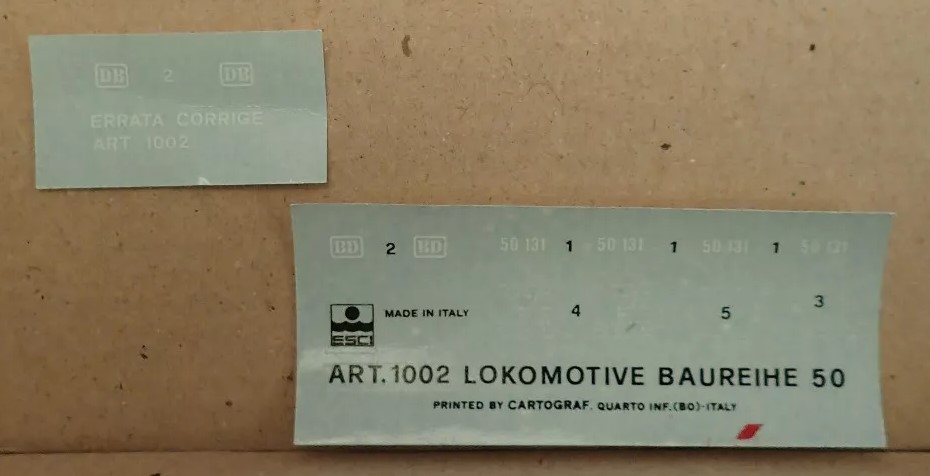 DB 2 DB
ERRATA CORRIGE
ART 1002
BD 2 BD 50 131 1 50 131 1 50 131 1 50 131
MADE IN ITALY 4 5 3
ESCI
ART.1002 LOKOMOTIVE BAUREIHE 50
PRINTED BY CARTOGRAF. QUARTO INF.(BO)-ITALY